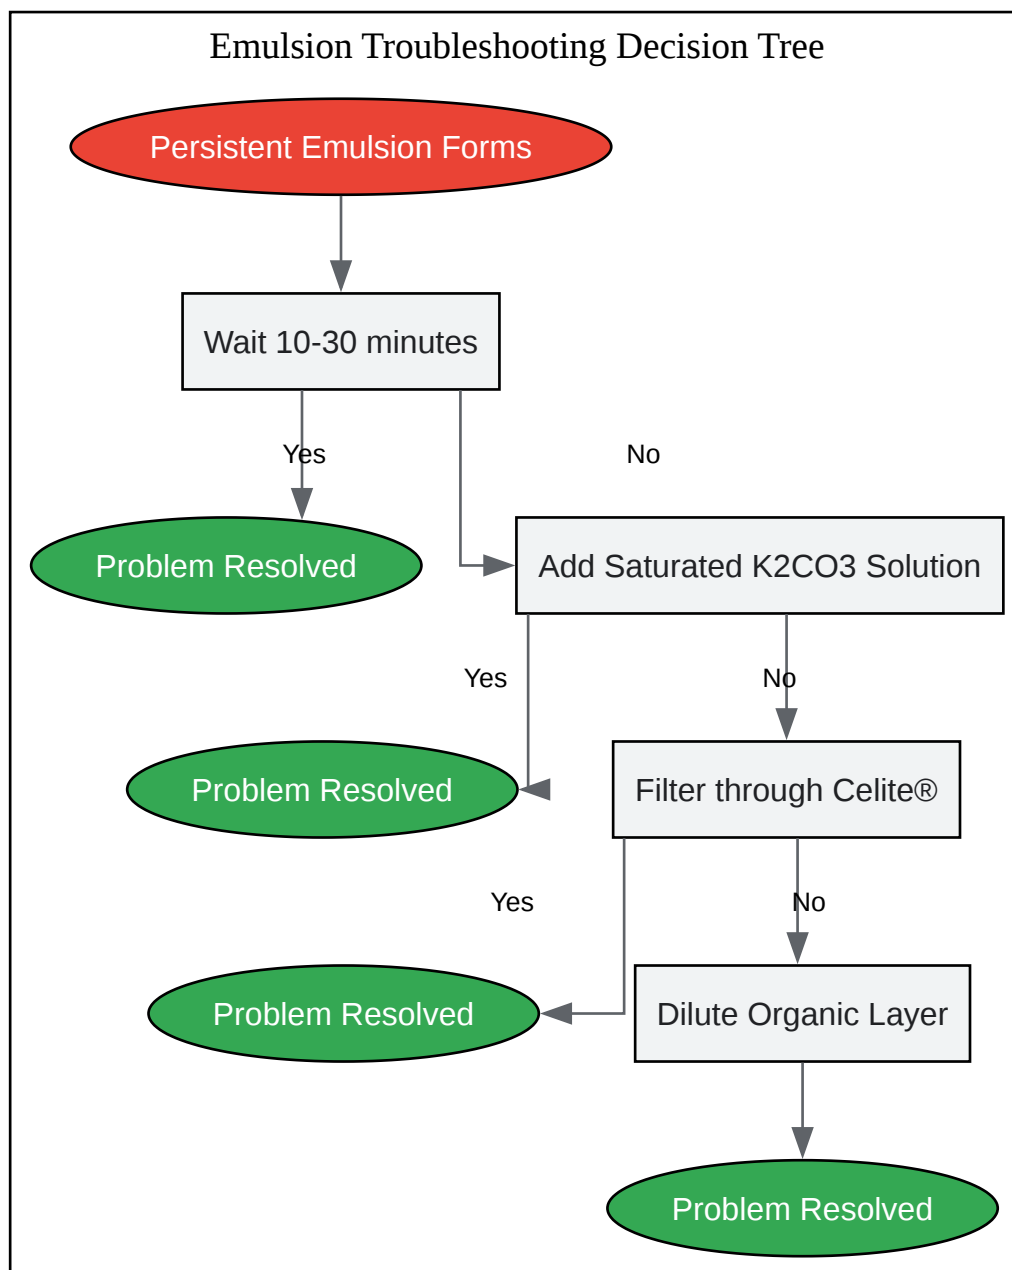 Emulsion Troubleshooting Decision Tree
Persistent Emulsion Forms
Wait 10-30 minutes
Yes
No
Problem Resolved
Add Saturated K2CO3 Solution
Yes
No
Problem Resolved
Filter through Celite®
Yes
No
Problem Resolved
Dilute Organic Layer
Problem Resolved